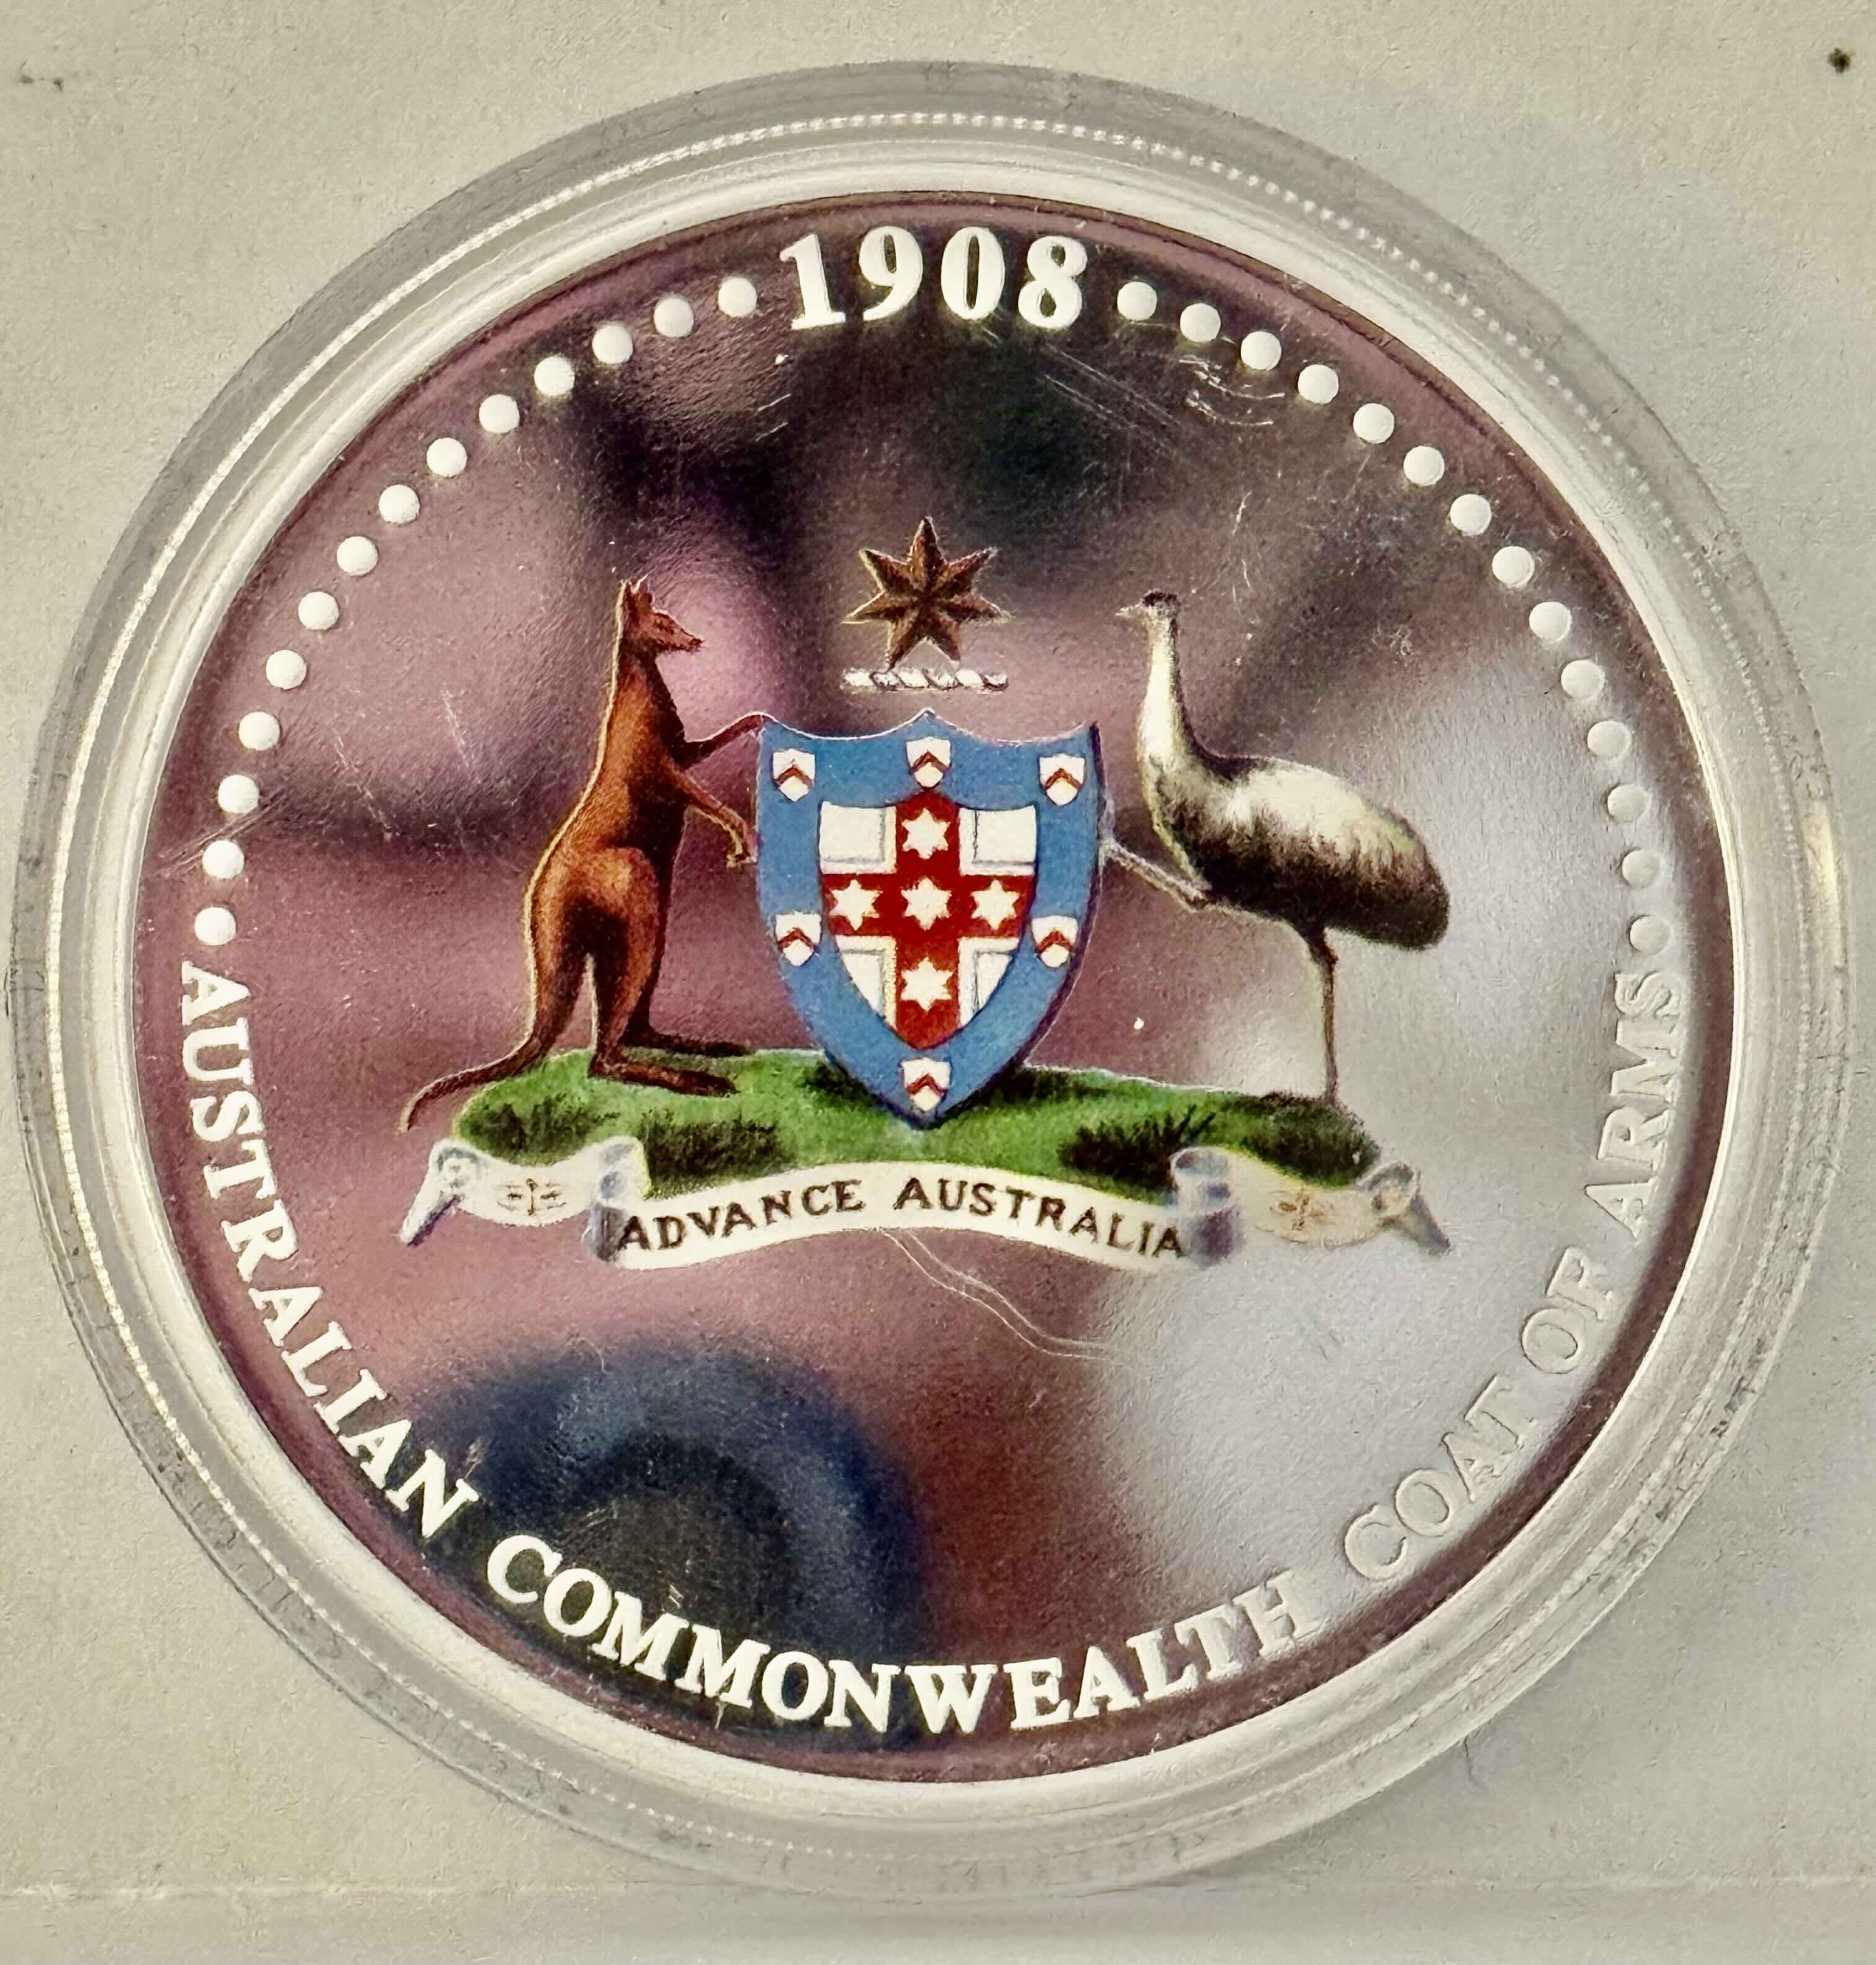 1908
ADVANCE AUSTRALIA
AUSTRALIAN COMMONWEALTH COAT OF ARMS